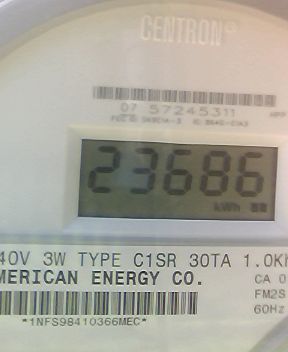 CENTRON®
07 57245311
23686
kWh
40V 3W TYPE C1SR 30TA 1.0K
MERICAN ENERGY CO. CA 0
FM2S
*1NFS98410366MEC* 60Hz